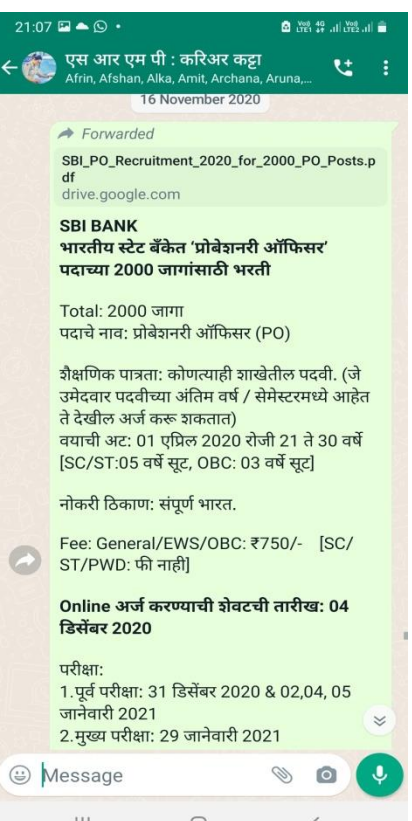 21:07
Vo)) 4G LTE1 Vo)) LTE2
एस आर एम पी : करिअर कट्टा
Afrin, Afshan, Alka, Amit, Archana, Aruna,...
16 November 2020
Forwarded
SBI_PO_Recruitment_2020_for_2000_PO_Posts.p
df
drive.google.com
SBI BANK
भारतीय स्टेट बँकेत ‘प्रोबेशनरी ऑफिसर’
पदाच्या 2000 जागांसाठी भरती
Total: 2000 जागा
पदाचे नाव: प्रोबेशनरी ऑफिसर (PO)
शैक्षणिक पात्रता: कोणत्याही शाखेतील पदवी. (जे
उमेदवार पदवीच्या अंतिम वर्ष / सेमेस्टरमध्ये आहेत
ते देखील अर्ज करू शकतात)
वयाची अट: 01 एप्रिल 2020 रोजी 21 ते 30 वर्षे
[SC/ST:05 वर्षे सूट, OBC: 03 वर्षे सूट]
नोकरी ठिकाण: संपूर्ण भारत.
Fee: General/EWS/OBC: ₹750/- [SC/
ST/PWD: फी नाही]
Online अर्ज करण्याची शेवटची तारीख: 04
डिसेंबर 2020
परीक्षा:
1.पूर्व परीक्षा: 31 डिसेंबर 2020 & 02,04, 05
जानेवारी 2021
2.मुख्य परीक्षा: 29 जानेवारी 2021
Message